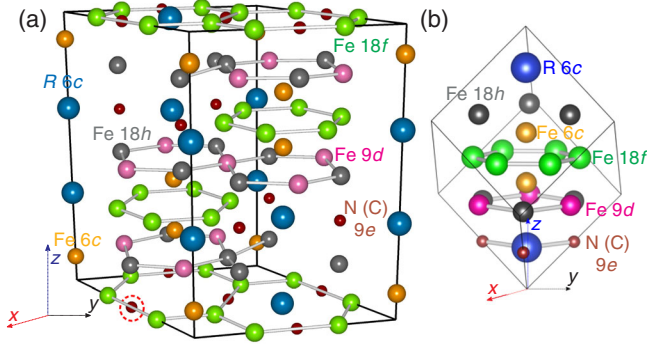 (a)
Fe 18f
R 6c
Fe 18h
Fe 9d
N (C)
9e
Fe 6c
z
y
x
(b)
R 6c
Fe 18h
Fe 6c
Fe 18f
Fe 9d
z
N (C)
9e
y
x